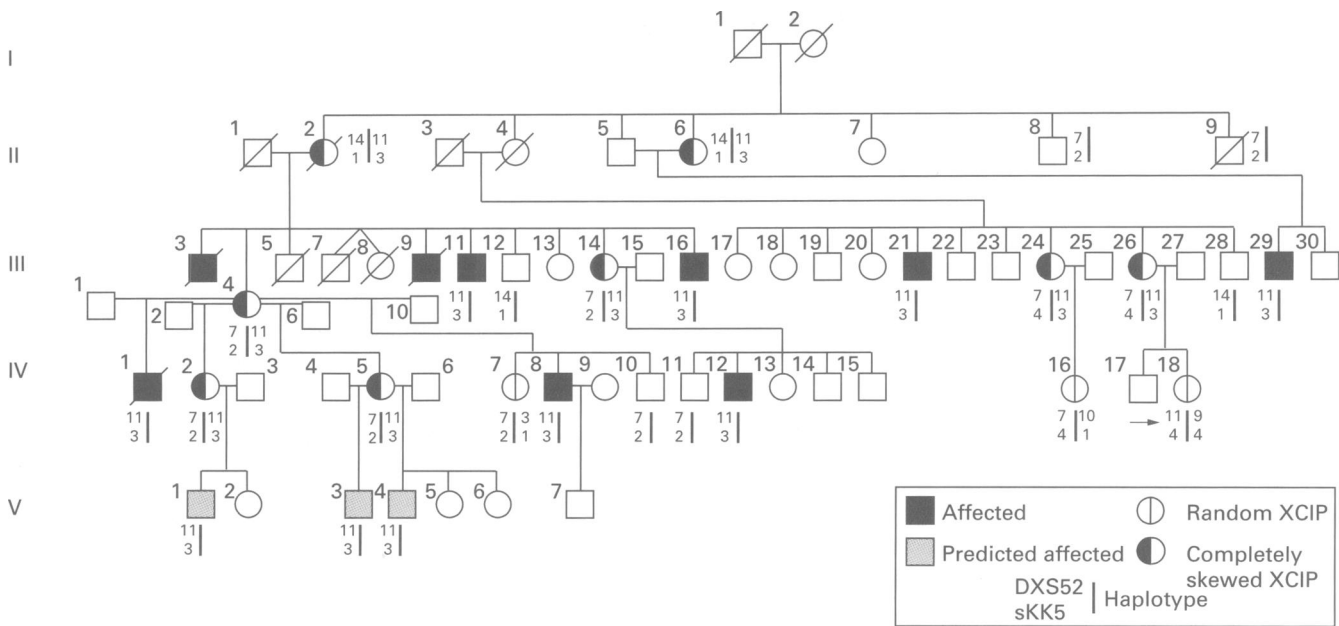 I
1 2
II
1 2 3 4 5 6 7 8 9
14 11 14 11 7 7
1 3 1 3 2 2
III
3 5 7 8 9 11 12 13 14 15 16 17 18 19 20 21 22 23 24 25 26 27 28 29 30
11 14 7 11 11 11 7 11 7 11 14 11
3 1 2 3 3 3 4 3 4 3 1 3
1 4 2 6 10
7 11
2 3
IV
1 2 3 4 5 6 7 8 9 10 11 12 13 14 15 16 17 18
11 7 11 7 11 7 3 11 7 7 11 7 10 11 9
3 2 3 2 3 2 1 3 2 2 3 4 1 4 4
V
1 2 3 4 5 6 7
11 11 11
3 3 3
Affected
Random XCIP
Predicted affected
Completely
skewed XCIP
DXS52
sKK5
Haplotype